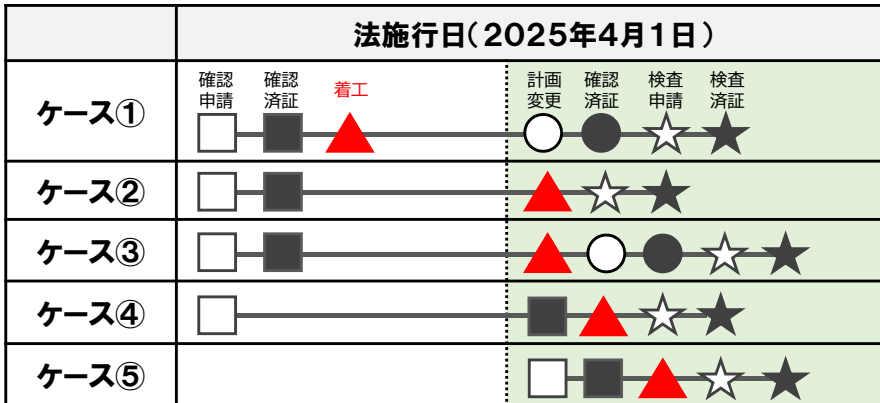 法施行日(2025年4月1日)
ケース①
確認
申請
確認
済証
着工
計画
変更
確認
済証
検査
申請
検査
済証
ケース②
ケース③
ケース④
ケース⑤